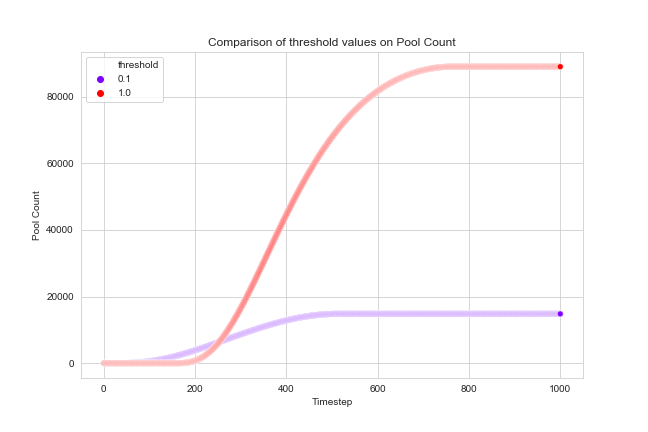 Comparison of threshold values on Pool Count
threshold
0.1
1.0
80000
60000
40000
20000
0
Pool Count
0 200 400 600 800 1000
Timestep